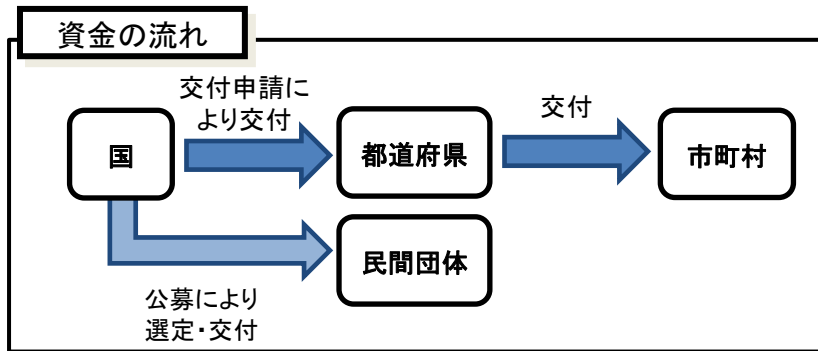 資金の流れ
交付申請に
より交付
交付
国
都道府県
市町村
民間団体
公募により
選定・交付